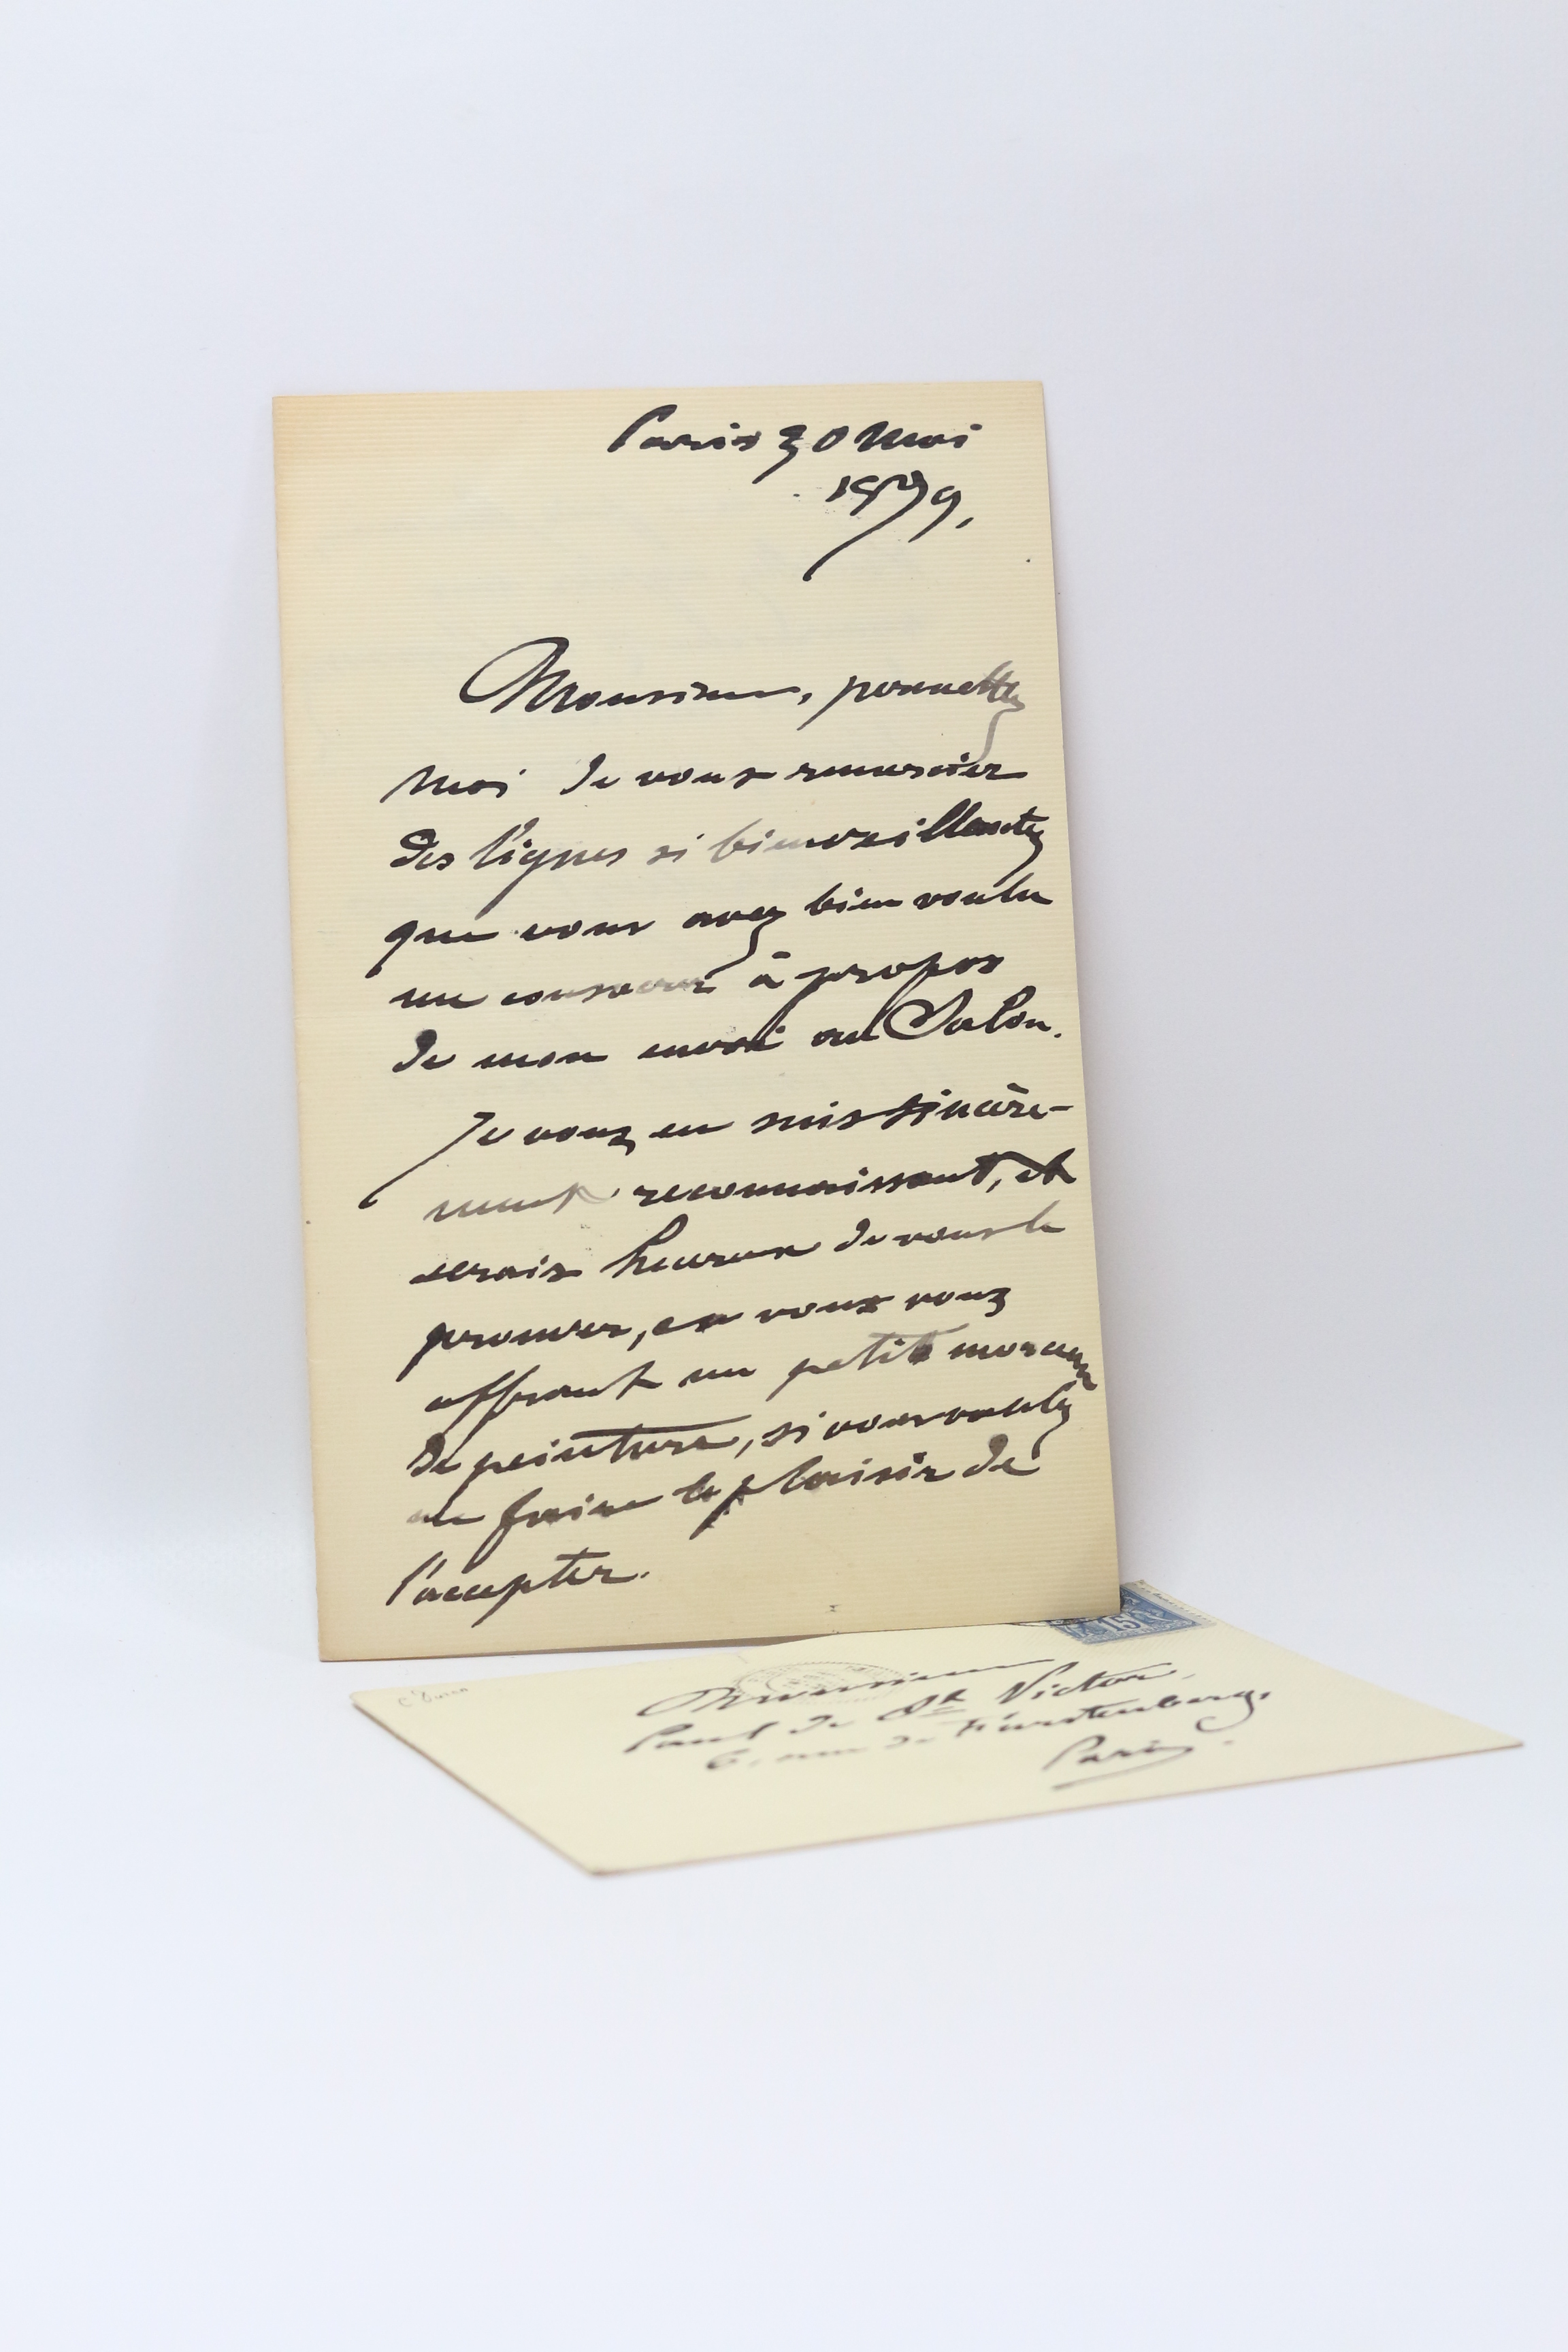 Paris 30 Mai
1879,
Monsieur, permettez
moi de vous remercier
des lignes si bienveillantes
que vous avez bien voulu
me consacrer à propos
de mon envoi au Salon.
Je vous en suis sincère-
ment reconnaissant, et
serais heureux de vous le
prouver, en vous vous
offrant un petit morceau
de peinture, si vous voulez
me faire le plaisir de
l'accepter.
15
Monsieur
Paul de St Victor
6, rue de Furstenberg,
Paris.